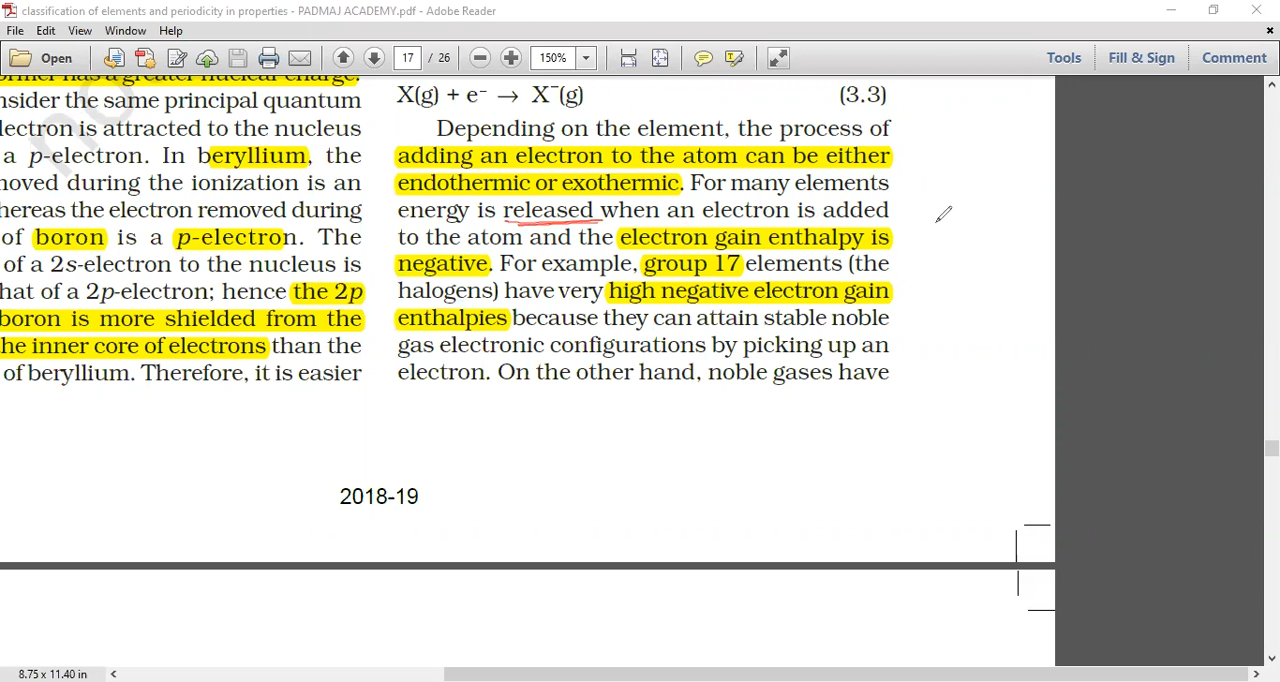 classification of elements and periodicity in properties - PADMAJ ACADEMY.pdf - Adobe Reader
File Edit View Window Help
Open 17 / 26 150% Tools Fill & Sign Comment
has a greater nuclear charge.
nsider the same principal quantum
lectron is attracted to the nucleus
a p-electron. In beryllium, the
moved during the ionization is an
hereas the electron removed during
of boron is a p-electron. The
of a 2s-electron to the nucleus is
hat of a 2p-electron; hence the 2p
boron is more shielded from the
he inner core of electrons than the
of beryllium. Therefore, it is easier
no
X(g) + e⁻ → X⁻(g) (3.3)
Depending on the element, the process of
adding an electron to the atom can be either
endothermic or exothermic. For many elements
energy is released when an electron is added
to the atom and the electron gain enthalpy is
negative. For example, group 17 elements (the
halogens) have very high negative electron gain
enthalpies because they can attain stable noble
gas electronic configurations by picking up an
electron. On the other hand, noble gases have
2018-19
8.75 x 11.40 in